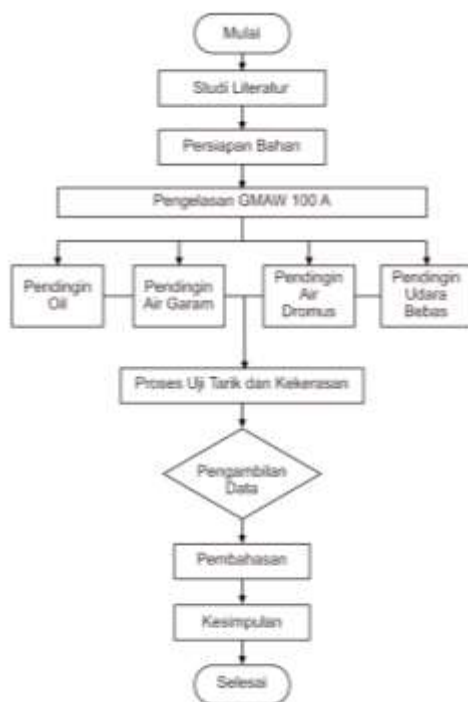 Mulai
Studi Literatur
Persiapan Bahan
Pengelasan GMAW 100 A
Pendingin
Oil
Pendingin
Air Garam
Pendingin
Air
Dromus
Pendingin
Udara
Bebas
Proses Uji Tarik dan Kekerasan
Pengambilan
Data
Pembahasan
Kesimpulan
Selesai